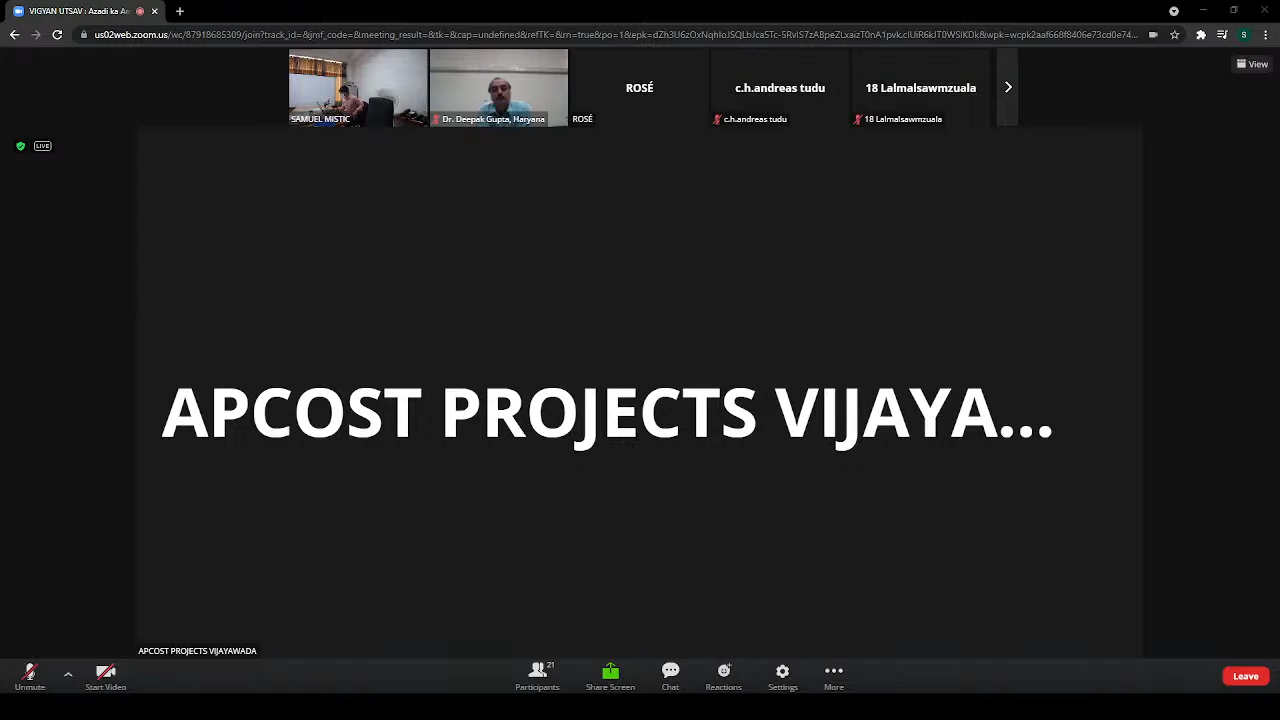 VIGYAN UTSAV : Azadi ka Am
us02web.zoom.us
View
ROSÉ
c.h.andreas tudu
18 Lalmalsawmzuala
SAMUEL MISTIC
Dr. Deepak Gupta, Haryana
ROSÉ
c.h.andreas tudu
18 Lalmalsawmzuala
LIVE
APCOST PROJECTS VIJAYA...
APCOST PROJECTS VIJAYAWADA
21
Unmute
Start Video
Participants
Share Screen
Chat
Reactions
Settings
More
Leave